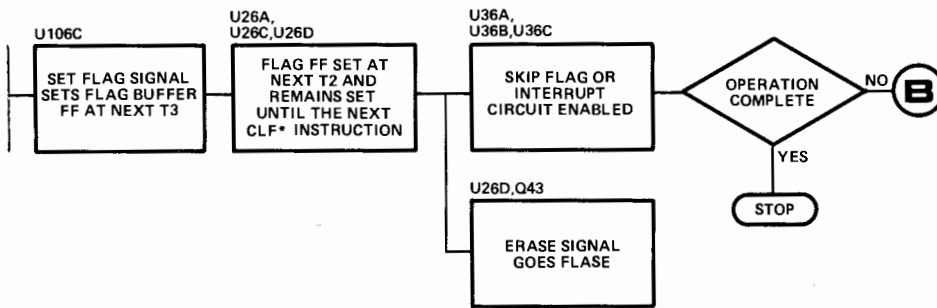 U106C
SET FLAG SIGNAL
SETS FLAG BUFFER
FF AT NEXT T3
U26A,
U26C,U26D
FLAG FF SET AT
NEXT T2 AND
REMAINS SET
UNTIL THE NEXT
CLF* INSTRUCTION
U36A,
U36B,U36C
SKIP FLAG OR
INTERRUPT
CIRCUIT ENABLED
OPERATION
COMPLETE
NO
B
YES
STOP
U26D,Q43
ERASE SIGNAL
GOES FLASE